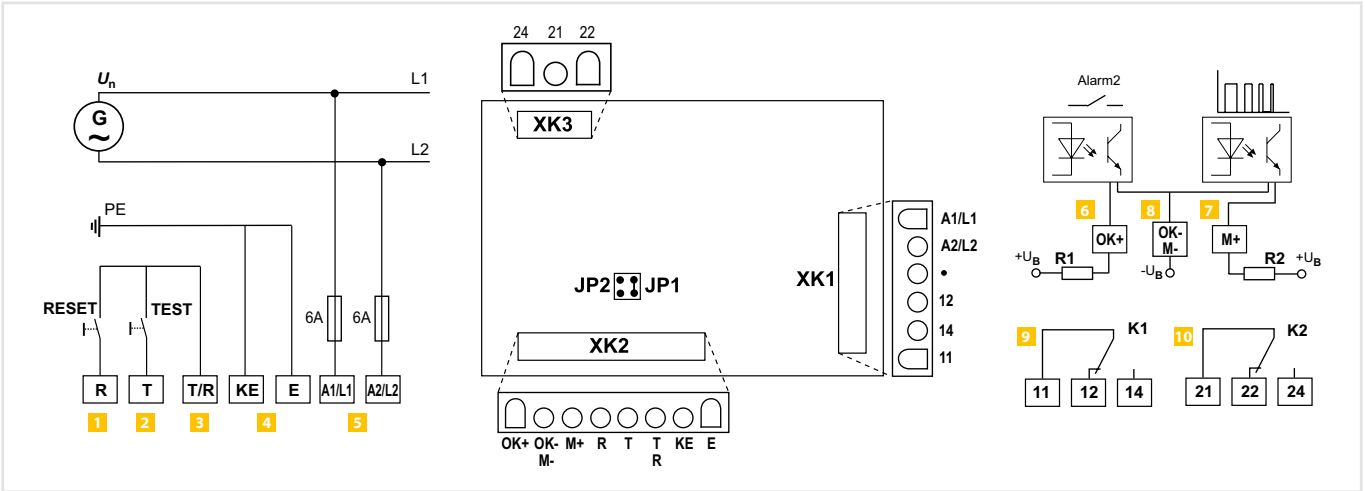 Un
G
~
L1
L2
PE
RESET
TEST
6A
6A
R
T
T/R
KE
E
A1/L1
A2/L2
1
2
3
4
5
24 21 22
XK3
JP2
JP1
XK1
XK2
A1/L1
A2/L2
•
12
14
11
OK+ OK- M+ R T T KE E
M- R
Alarm2
6
8
7
OK+
OK-
M-
M+
+UB
R1
-UB
R2
+UB
9
K1
11
12
14
10
K2
21
22
24